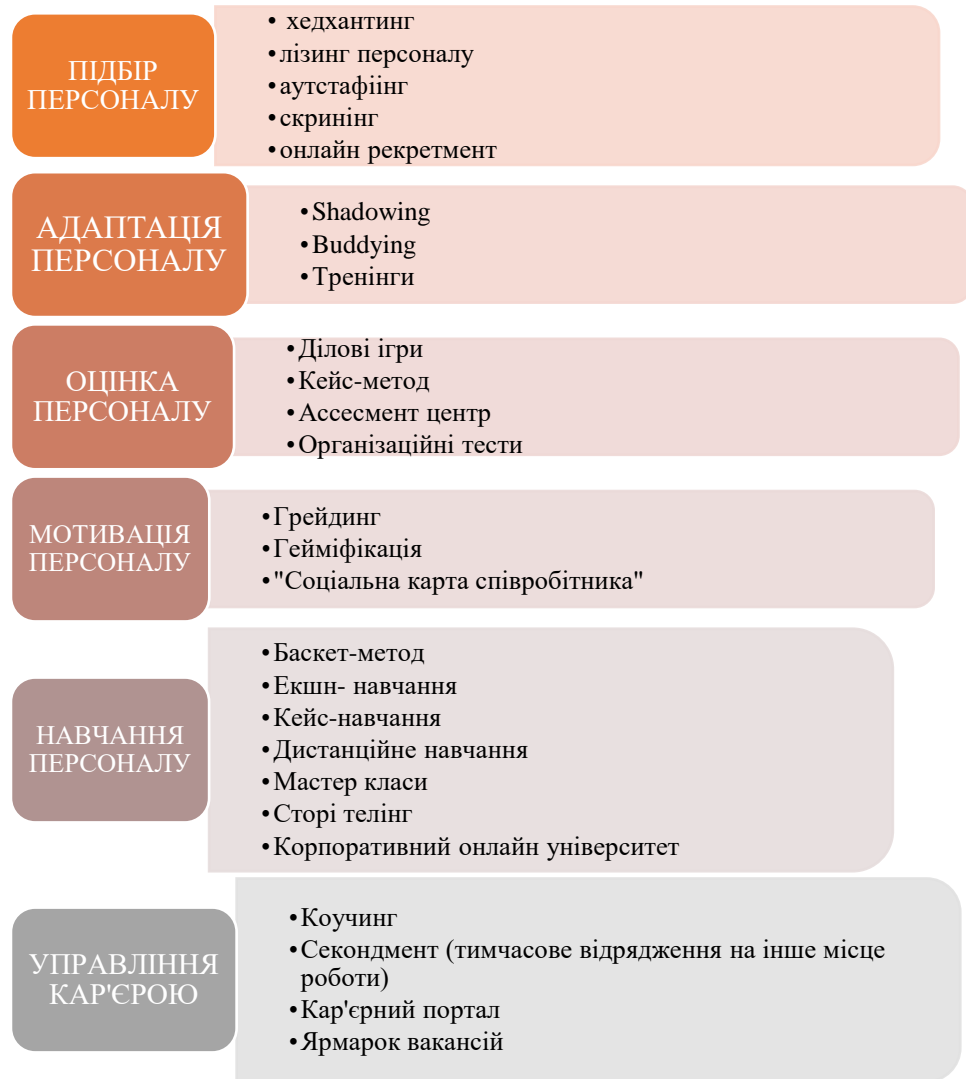 ПІДБІР
ПЕРСОНАЛУ
• хедхантинг
•лізинг персоналу
•аутстафіінг
•скринінг
•онлайн рекретмент
АДАПТАЦІЯ
ПЕРСОНАЛУ
•Shadowing
•Buddying
•Тренінги
ОЦІНКА
ПЕРСОНАЛУ
•Ділові ігри
•Кейс-метод
•Ассесмент центр
•Організаційні тести
МОТИВАЦІЯ
ПЕРСОНАЛУ
•Грейдинг
•Гейміфікація
•"Соціальна карта співробітника"
НАВЧАННЯ
ПЕРСОНАЛУ
•Баскет-метод
•Екшн- навчання
•Кейс-навчання
•Дистанційне навчання
•Мастер класи
•Сторі телінг
•Корпоративний онлайн університет
УПРАВЛІННЯ
КАР'ЄРОЮ
•Коучинг
•Секондмент (тимчасове відрядження на інше місце
роботи)
•Кар'єрний портал
•Ярмарок вакансій